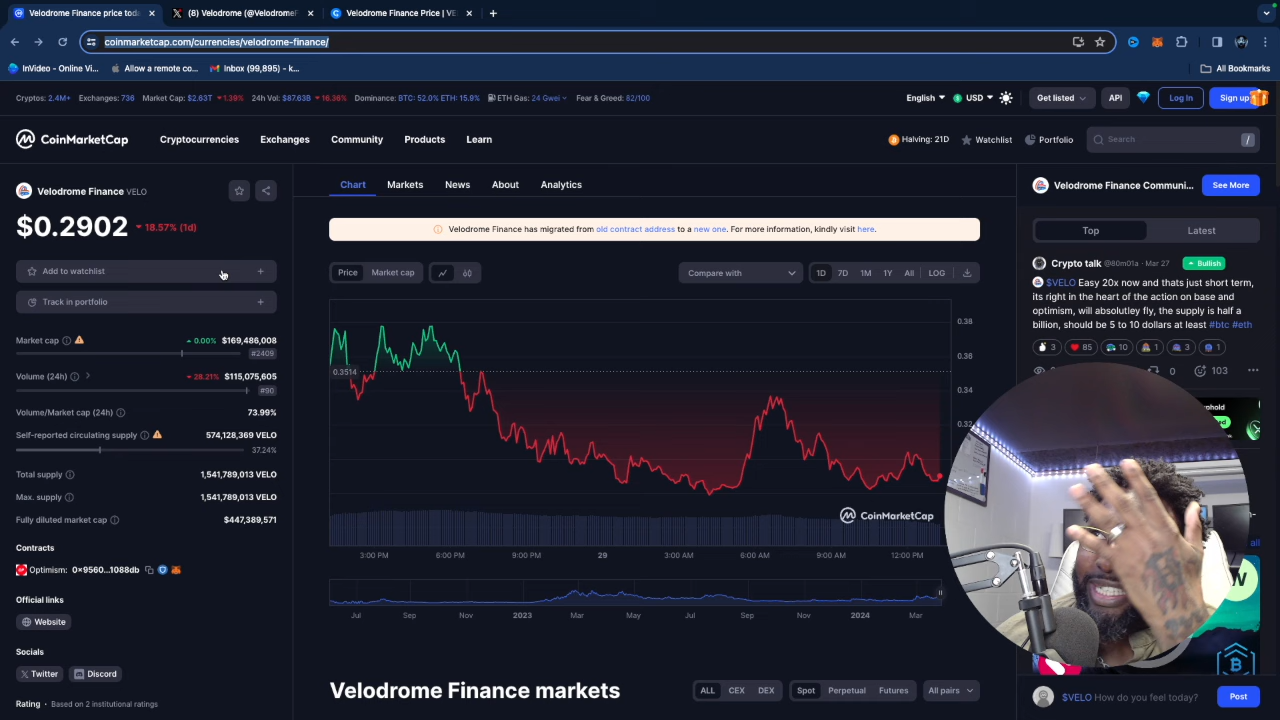 Velodrome Finance price toda
(8) Velodrome (@VelodromeF
Velodrome Finance Price | VE
coinmarketcap.com/currencies/velodrome-finance/
InVideo - Online Vi...
Allow a remote co...
Inbox (99,895) - k...
All Bookmarks
Cryptos: 2.4M+ Exchanges: 736 Market Cap: $2.63T 1.39% 24h Vol: $87.63B 16.36% Dominance: BTC: 52.0% ETH: 15.9% ETH Gas: 24 Gwei Fear & Greed: 82/100
English USD Get listed API Log In Sign up
CoinMarketCap Cryptocurrencies Exchanges Community Products Learn
Halving: 21D Watchlist Portfolio Search /
Velodrome Finance VELO
$0.2902 18.57% (1d)
Add to watchlist +
Track in portfolio +
Market cap 0.00% $169,486,008
#2409
Volume (24h) 28.21% $115,075,605
#90
Volume/Market cap (24h) 73.99%
Self-reported circulating supply 574,128,369 VELO
37.24%
Total supply 1,541,789,013 VELO
Max. supply 1,541,789,013 VELO
Fully diluted market cap $447,389,571
Contracts
Optimism: 0x9560...1088db
Official links
Website
Socials
Twitter Discord
Rating Based on 2 institutional ratings
Chart Markets News About Analytics
Velodrome Finance has migrated from old contract address to a new one. For more information, kindly visit here.
Price Market cap Compare with 1D 7D 1M 1Y All LOG
0.38
0.36
0.3514
0.34
0.32
CoinMarketCap
3:00 PM 6:00 PM 9:00 PM 29 3:00 AM 6:00 AM 9:00 AM 12:00 PM
Jul Sep Nov 2023 Mar May Jul Sep Nov 2024 Mar
Velodrome Finance markets
ALL CEX DEX Spot Perpetual Futures All pairs
Velodrome Finance Communi... See More
Top Latest
Crypto talk @80m01a · Mar 27 Bullish
$VELO Easy 20x now and thats just short term,
its right in the heart of the action on base and
optimism, will absolutley fly, the supply is half a
billion, should be 5 to 10 dollars at least #btc #eth
3 85 10 1 3 1
0 103
all
W
$VELO How do you feel today? Post